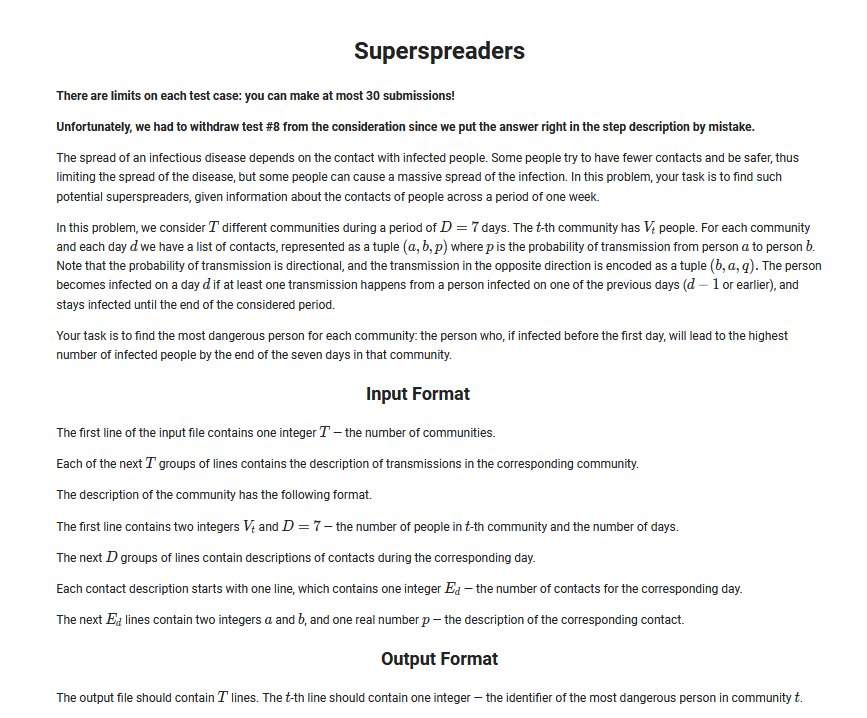 Superspreaders
There are limits on each test case: you can make at most 30 submissions!
Unfortunately, we had to withdraw test #8 from the consideration since we put the answer right in the step description by mistake.
The spread of an infectious disease depends on the contact with infected people. Some people try to have fewer contacts and be safer, thus
limiting the spread of the disease, but some people can cause a massive spread of the infection. In this problem, your task is to find such
potential superspreaders, given information about the contacts of people across a period of one week.
In this problem, we consider T different communities during a period of D = 7 days. The t-th community has V_t people. For each community
and each day d we have a list of contacts, represented as a tuple (a, b, p) where p is the probability of transmission from person a to person b.
Note that the probability of transmission is directional, and the transmission in the opposite direction is encoded as a tuple (b, a, q). The person
becomes infected on a day d if at least one transmission happens from a person infected on one of the previous days (d − 1 or earlier), and
stays infected until the end of the considered period.
Your task is to find the most dangerous person for each community: the person who, if infected before the first day, will lead to the highest
number of infected people by the end of the seven days in that community.
Input Format
The first line of the input file contains one integer T – the number of communities.
Each of the next T groups of lines contains the description of transmissions in the corresponding community.
The description of the community has the following format.
The first line contains two integers V_t and D = 7 – the number of people in t-th community and the number of days.
The next D groups of lines contain descriptions of contacts during the corresponding day.
Each contact description starts with one line, which contains one integer E_d – the number of contacts for the corresponding day.
The next E_d lines contain two integers a and b, and one real number p – the description of the corresponding contact.
Output Format
The output file should contain T lines. The t-th line should contain one integer – the identifier of the most dangerous person in community t.